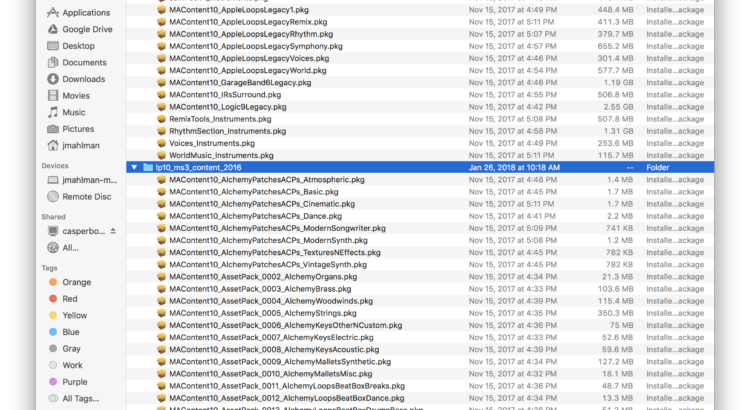 Applications
Google Drive
Desktop
Documents
Downloads
Movies
Music
Pictures
jmahlman
Devices
jmahlman-m...
Remote Disc
Shared
casperbo...
All...
Tags
Orange
Red
Yellow
Blue
Gray
Work
Purple
All Tags...
MAContent10_AppleLoopsLegacy1.pkg Nov 15, 2017 at 4:49 PM 448.4 MB Installe...ackage
MAContent10_AppleLoopsLegacyRemix.pkg Nov 15, 2017 at 5:11 PM 411.3 MB Installe...ackage
MAContent10_AppleLoopsLegacyRhythm.pkg Nov 15, 2017 at 5:07 PM 379.7 MB Installe...ackage
MAContent10_AppleLoopsLegacySymphony.pkg Nov 15, 2017 at 4:57 PM 655.2 MB Installe...ackage
MAContent10_AppleLoopsLegacyVoices.pkg Nov 15, 2017 at 4:46 PM 301.4 MB Installe...ackage
MAContent10_AppleLoopsLegacyWorld.pkg Nov 15, 2017 at 4:54 PM 577.7 MB Installe...ackage
MAContent10_GarageBand6Legacy.pkg Nov 15, 2017 at 4:46 PM 1.19 GB Installe...ackage
MAContent10_IRsSurround.pkg Nov 15, 2017 at 4:55 PM 506.8 MB Installe...ackage
MAContent10_Logic9Legacy.pkg Nov 15, 2017 at 4:42 PM 2.55 GB Installe...ackage
RemixTools_Instruments.pkg Nov 15, 2017 at 5:08 PM 507.8 MB Installe...ackage
RhythmSection_Instruments.pkg Nov 15, 2017 at 4:58 PM 1.31 GB Installe...ackage
Voices_Instruments.pkg Nov 15, 2017 at 4:49 PM 253.6 MB Installe...ackage
WorldMusic_Instruments.pkg Nov 15, 2017 at 5:11 PM 115.7 MB Installe...ackage
lp10_ms3_content_2016 Jan 26, 2018 at 10:18 AM -- Folder
MAContent10_AlchemyPatchesACPs_Atmospheric.pkg Nov 15, 2017 at 4:48 PM 1.4 MB Installe...ackage
MAContent10_AlchemyPatchesACPs_Basic.pkg Nov 15, 2017 at 4:45 PM 1.7 MB Installe...ackage
MAContent10_AlchemyPatchesACPs_Cinematic.pkg Nov 15, 2017 at 5:11 PM 1.7 MB Installe...ackage
MAContent10_AlchemyPatchesACPs_Dance.pkg Nov 15, 2017 at 4:41 PM 2.2 MB Installe...ackage
MAContent10_AlchemyPatchesACPs_ModernSongwriter.pkg Nov 15, 2017 at 5:09 PM 741 KB Installe...ackage
MAContent10_AlchemyPatchesACPs_ModernSynth.pkg Nov 15, 2017 at 5:08 PM 1.2 MB Installe...ackage
MAContent10_AlchemyPatchesACPs_TexturesNEffects.pkg Nov 15, 2017 at 4:45 PM 782 KB Installe...ackage
MAContent10_AlchemyPatchesACPs_VintageSynth.pkg Nov 15, 2017 at 4:45 PM 782 KB Installe...ackage
MAContent10_AssetPack_0002_AlchemyOrgans.pkg Nov 15, 2017 at 4:34 PM 21.3 MB Installe...ackage
MAContent10_AssetPack_0003_AlchemyBrass.pkg Nov 15, 2017 at 4:33 PM 103.6 MB Installe...ackage
MAContent10_AssetPack_0004_AlchemyWoodwinds.pkg Nov 15, 2017 at 4:39 PM 115.4 MB Installe...ackage
MAContent10_AssetPack_0005_AlchemyStrings.pkg Nov 15, 2017 at 4:35 PM 350.3 MB Installe...ackage
MAContent10_AssetPack_0006_AlchemyKeysOtherNCustom.pkg Nov 15, 2017 at 4:36 PM 75 MB Installe...ackage
MAContent10_AssetPack_0007_AlchemyKeysElectric.pkg Nov 15, 2017 at 4:33 PM 52.6 MB Installe...ackage
MAContent10_AssetPack_0008_AlchemyKeysAcoustic.pkg Nov 15, 2017 at 4:39 PM 59.6 MB Installe...ackage
MAContent10_AssetPack_0009_AlchemyMalletsSynthetic.pkg Nov 15, 2017 at 4:34 PM 127.2 MB Installe...ackage
MAContent10_AssetPack_0010_AlchemyMalletsMisc.pkg Nov 15, 2017 at 4:32 PM 18.1 MB Installe...ackage
MAContent10_AssetPack_0011_AlchemyLoopsBeatBoxBreaks.pkg Nov 15, 2017 at 4:36 PM 48.7 MB Installe...ackage
MAContent10_AssetPack_0012_AlchemyLoopsBeatBoxDance.pkg Nov 15, 2017 at 4:34 PM 13.3 MB Installe...ackage